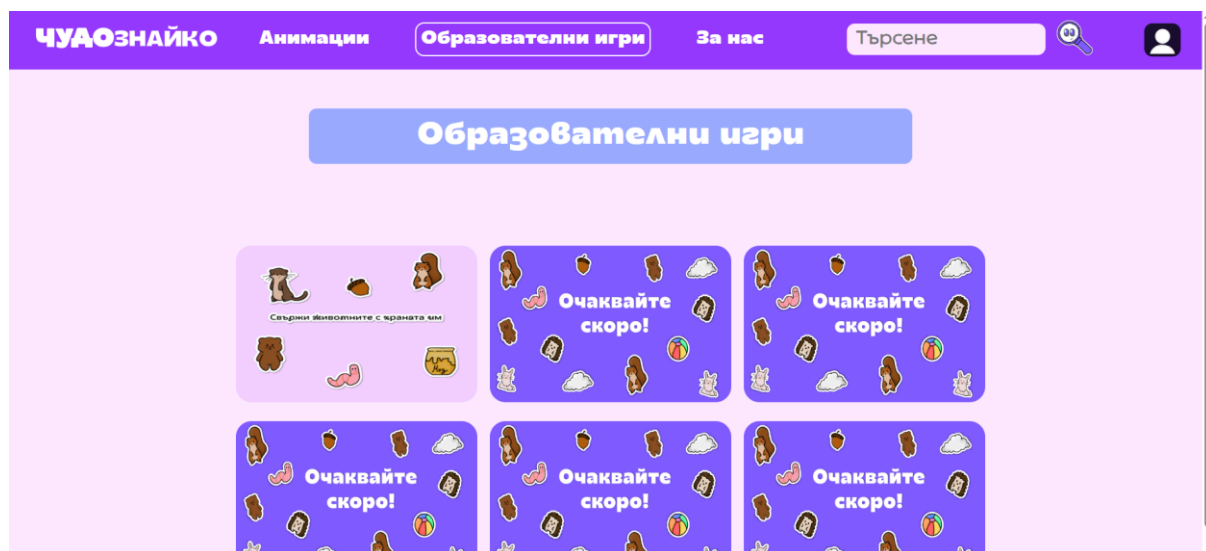 ЧУДОЗНАЙКО Анимации Образователни игри За нас Търсене
Образователни игри
Свържи животните с храната им
Очаквайте
скоро!
Очаквайте
скоро!
Очаквайте
скоро!
Очаквайте
скоро!
Очаквайте
скоро!